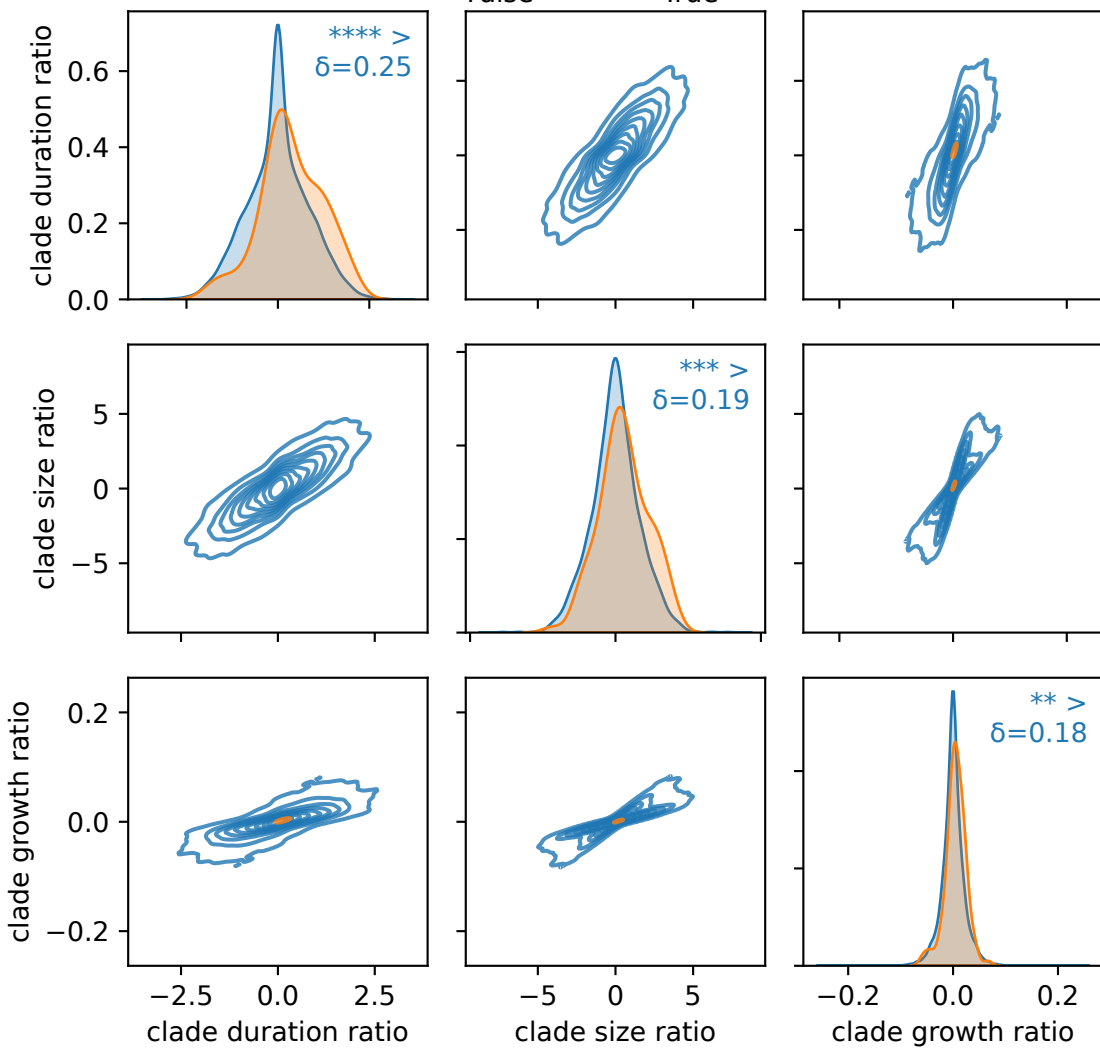 clade duration ratio
0.6
0.4
0.2
0.0
**** >
δ=0.25
clade size ratio
5
0
−5
*** >
δ=0.19
clade growth ratio
0.2
0.0
−0.2
** >
δ=0.18
−2.5 0.0 2.5
−5 0 5
−0.2 0.0 0.2
clade duration ratio
clade size ratio
clade growth ratio